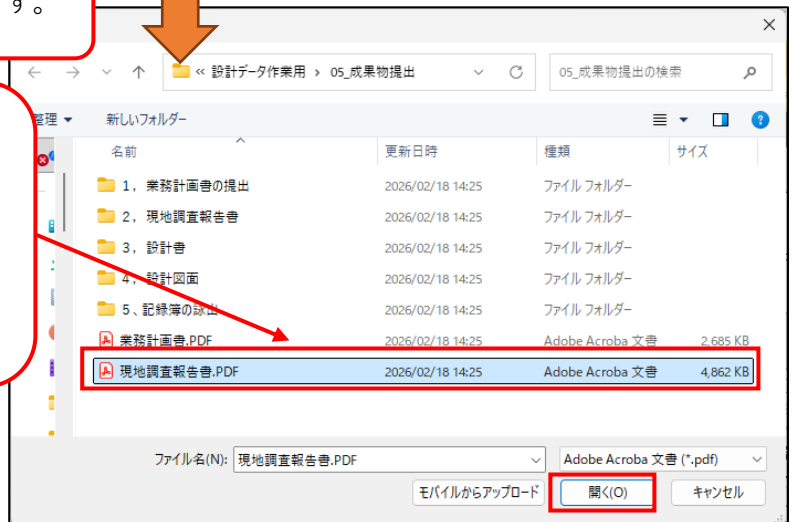 す。
« 設計データ作業用 › 05_成果物提出
05_成果物提出の検索
整理 新しいフォルダー
名前 更新日時 種類 サイズ
1，業務計画書の提出 2026/02/18 14:25 ファイル フォルダー
2，現地調査報告書 2026/02/18 14:25 ファイル フォルダー
3，設計書 2026/02/18 14:25 ファイル フォルダー
4，設計図面 2026/02/18 14:25 ファイル フォルダー
5、記録簿の 2026/02/18 14:25 ファイル フォルダー
業務計画書.PDF 2026/02/18 14:25 Adobe Acroba 文書 2,685 KB
現地調査報告書.PDF 2026/02/18 14:25 Adobe Acroba 文書 4,862 KB
ファイル名(N): 現地調査報告書.PDF Adobe Acroba 文書 (*.pdf)
モバイルからアップロード 開く(O) キャンセル